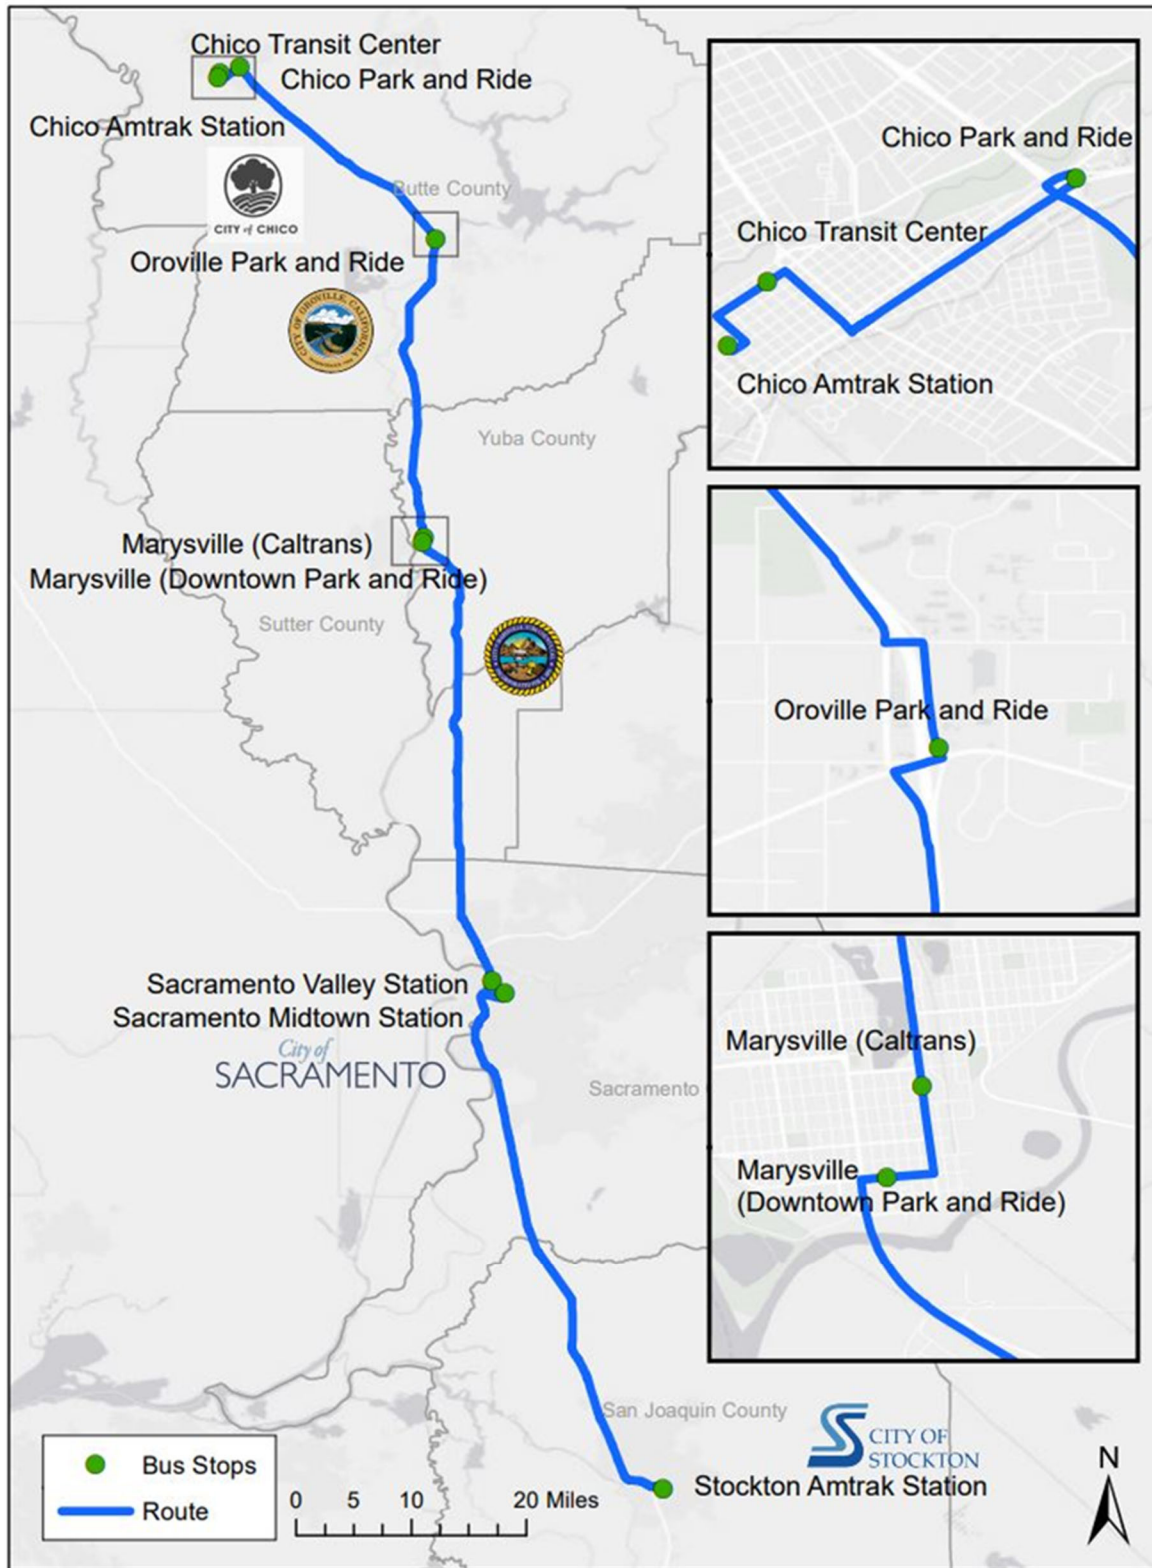 Chico Transit Center
Chico Park and Ride
Chico Amtrak Station
CITY of CHICO
Butte County
Oroville Park and Ride
CITY OF OROVILLE, CALIFORNIA
Yuba County
Marysville (Caltrans)
Marysville (Downtown Park and Ride)
Sutter County
Sacramento Valley Station
Sacramento Midtown Station
City of
SACRAMENTO
Sacramento
San Joaquin County
CITY OF
STOCKTON
Stockton Amtrak Station
Bus Stops
Route
0 5 10 20 Miles
N
Chico Park and Ride
Chico Transit Center
Chico Amtrak Station
Oroville Park and Ride
Marysville (Caltrans)
Marysville
(Downtown Park and Ride)